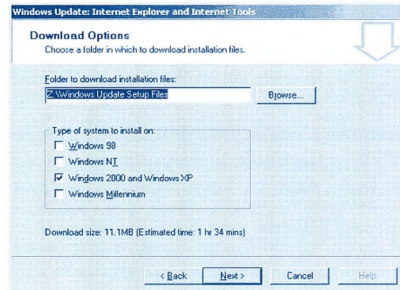 Windows Update: Internet Explorer and Internet Tools
Download Options
Choose a folder in which to download installation files.
Folder to download installation files:
Z:\Windows Update Setup Files
Browse...
Type of system to install on:
Windows 98
Windows NT
Windows 2000 and Windows XP
Windows Millennium
Download size: 11.1MB (Estimated time: 1 hr 34 mins)
< Back Next > Cancel Help